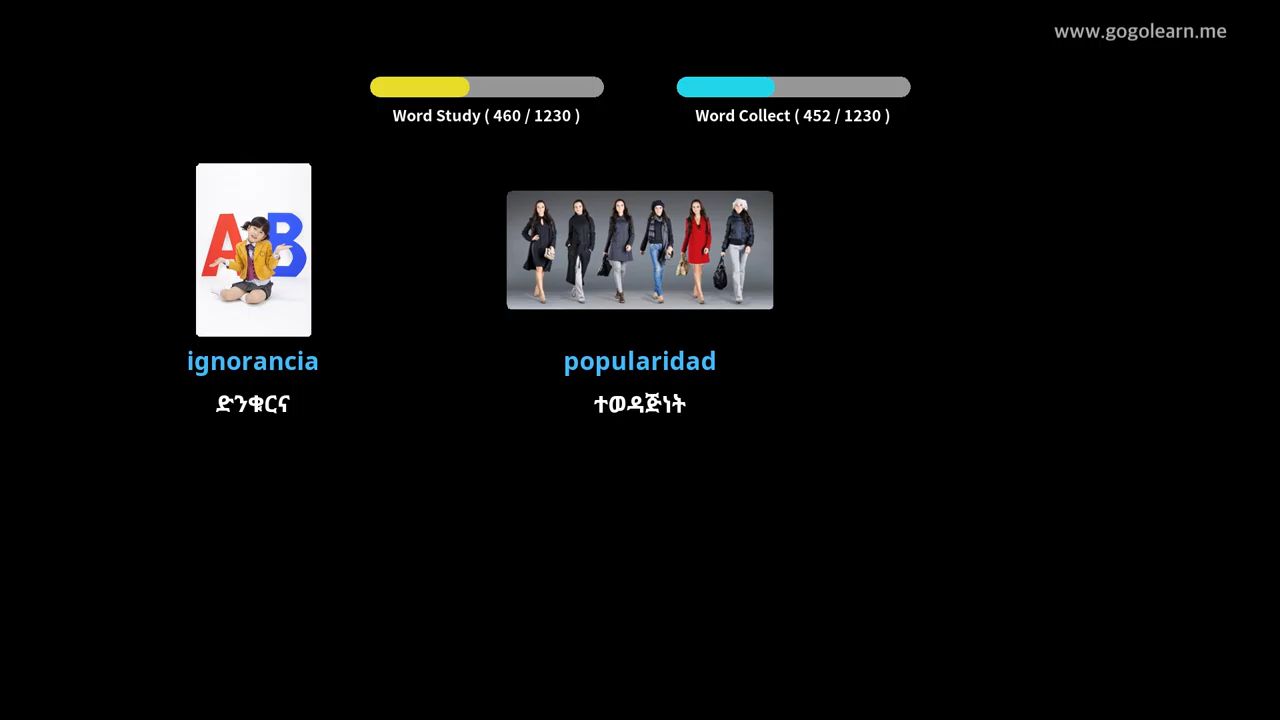 www.gogolearn.me
Word Study ( 460 / 1230 )
Word Collect ( 452 / 1230 )
A B
ignorancia
popularidad
ድንቁርና
ተወዳጅነት